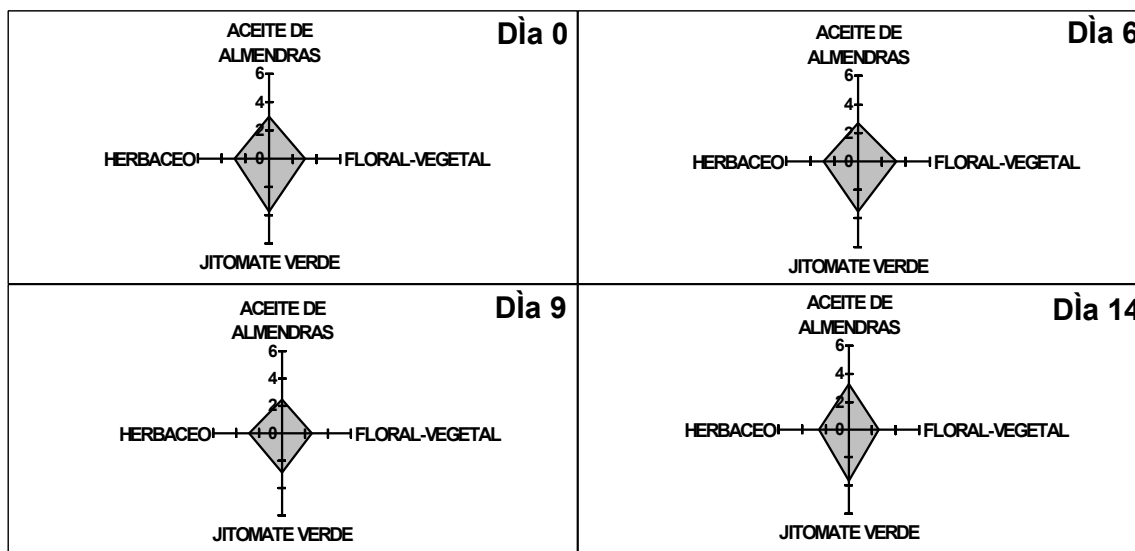 ACEITE DE
ALMENDRAS
DÌa 0
6
4
2
0
HERBACEO
FLORAL-VEGETAL
JITOMATE VERDE
ACEITE DE
ALMENDRAS
DÌa 6
6
4
2
0
HERBACEO
FLORAL-VEGETAL
JITOMATE VERDE
ACEITE DE
ALMENDRAS
DÌa 9
6
4
2
0
HERBACEO
FLORAL-VEGETAL
JITOMATE VERDE
ACEITE DE
ALMENDRAS
DÌa 14
6
4
2
0
HERBACEO
FLORAL-VEGETAL
JITOMATE VERDE